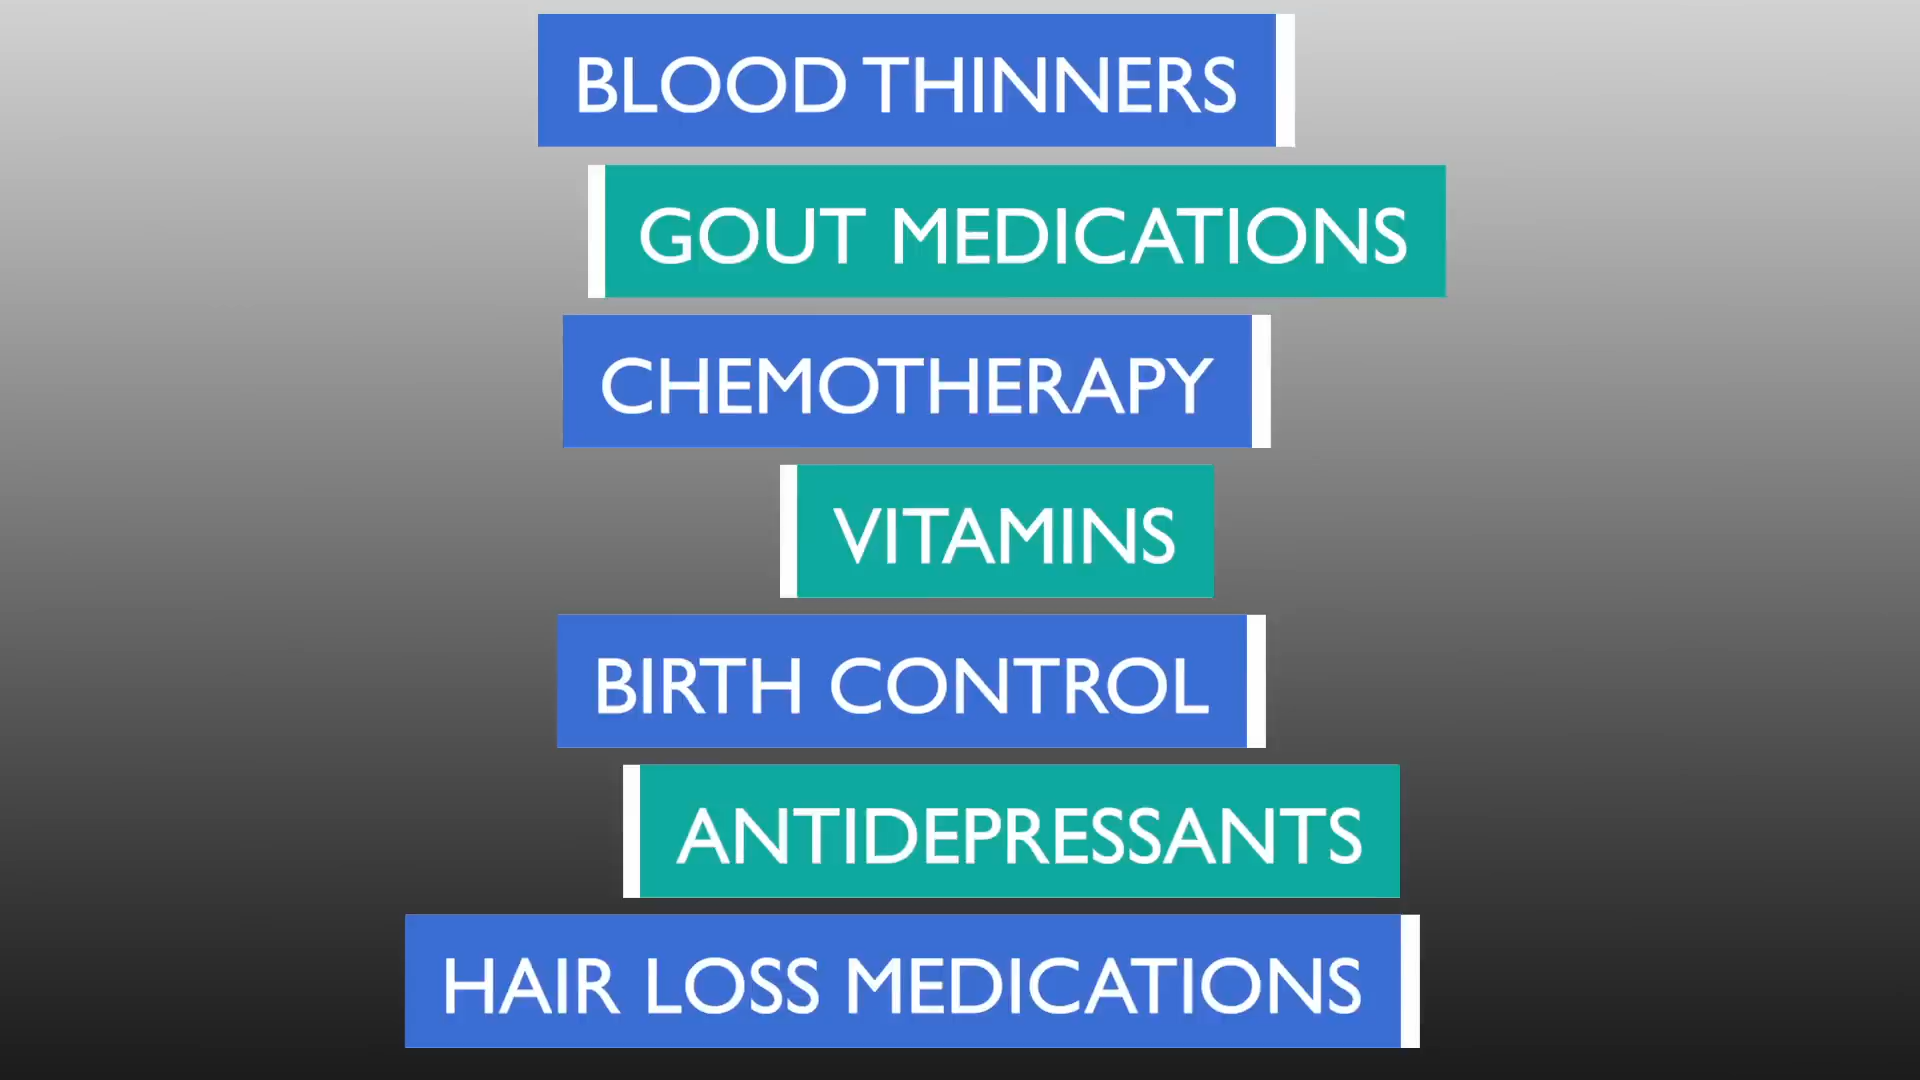 BLOOD THINNERS
GOUT MEDICATIONS
CHEMOTHERAPY
VITAMINS
BIRTH CONTROL
ANTIDEPRESSANTS
HAIR LOSS MEDICATIONS